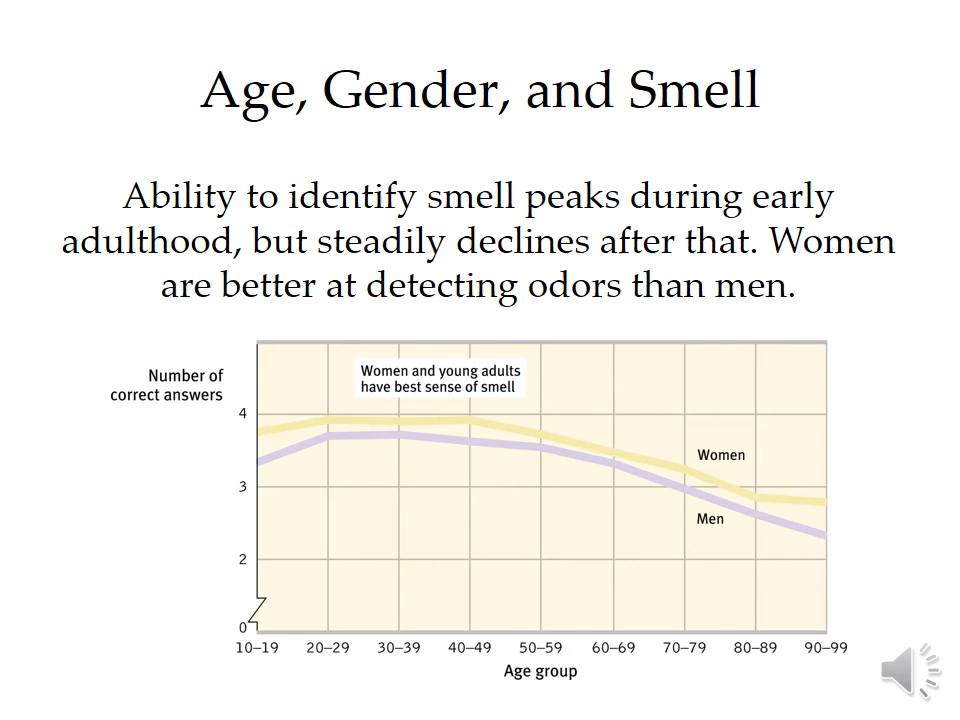 Age, Gender, and Smell
Ability to identify smell peaks during early
adulthood, but steadily declines after that. Women
are better at detecting odors than men.
Number of
correct answers
Women and young adults
have best sense of smell
4
3
2
0
Women
Men
10–19 20–29 30–39 40–49 50–59 60–69 70–79 80–89 90–99
Age group